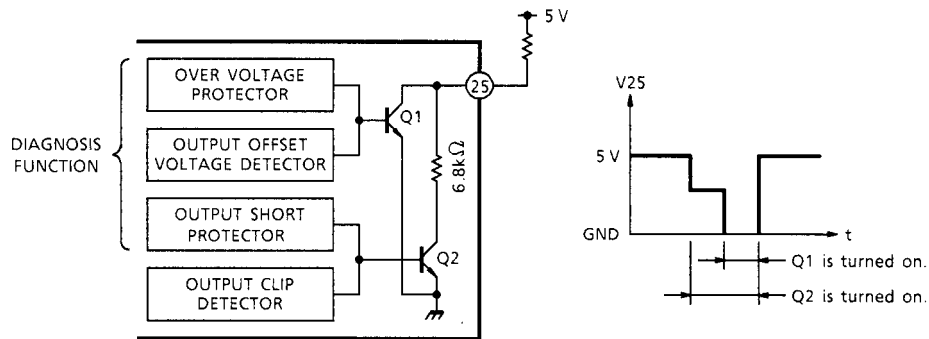 5 V
OVER VOLTAGE
PROTECTOR
25
Q1
DIAGNOSIS
FUNCTION
OUTPUT OFFSET
VOLTAGE DETECTOR
6.8kΩ
OUTPUT SHORT
PROTECTOR
Q2
OUTPUT CLIP
DETECTOR
V25
5 V
GND
t
Q1 is turned on.
Q2 is turned on.